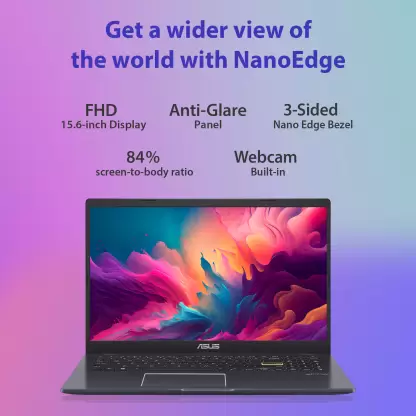 Get a wider view of
the world with NanoEdge
FHD
15.6-inch Display
Anti-Glare
Panel
3-Sided
Nano Edge Bezel
84%
screen-to-body ratio
Webcam
Built-in
ASUS